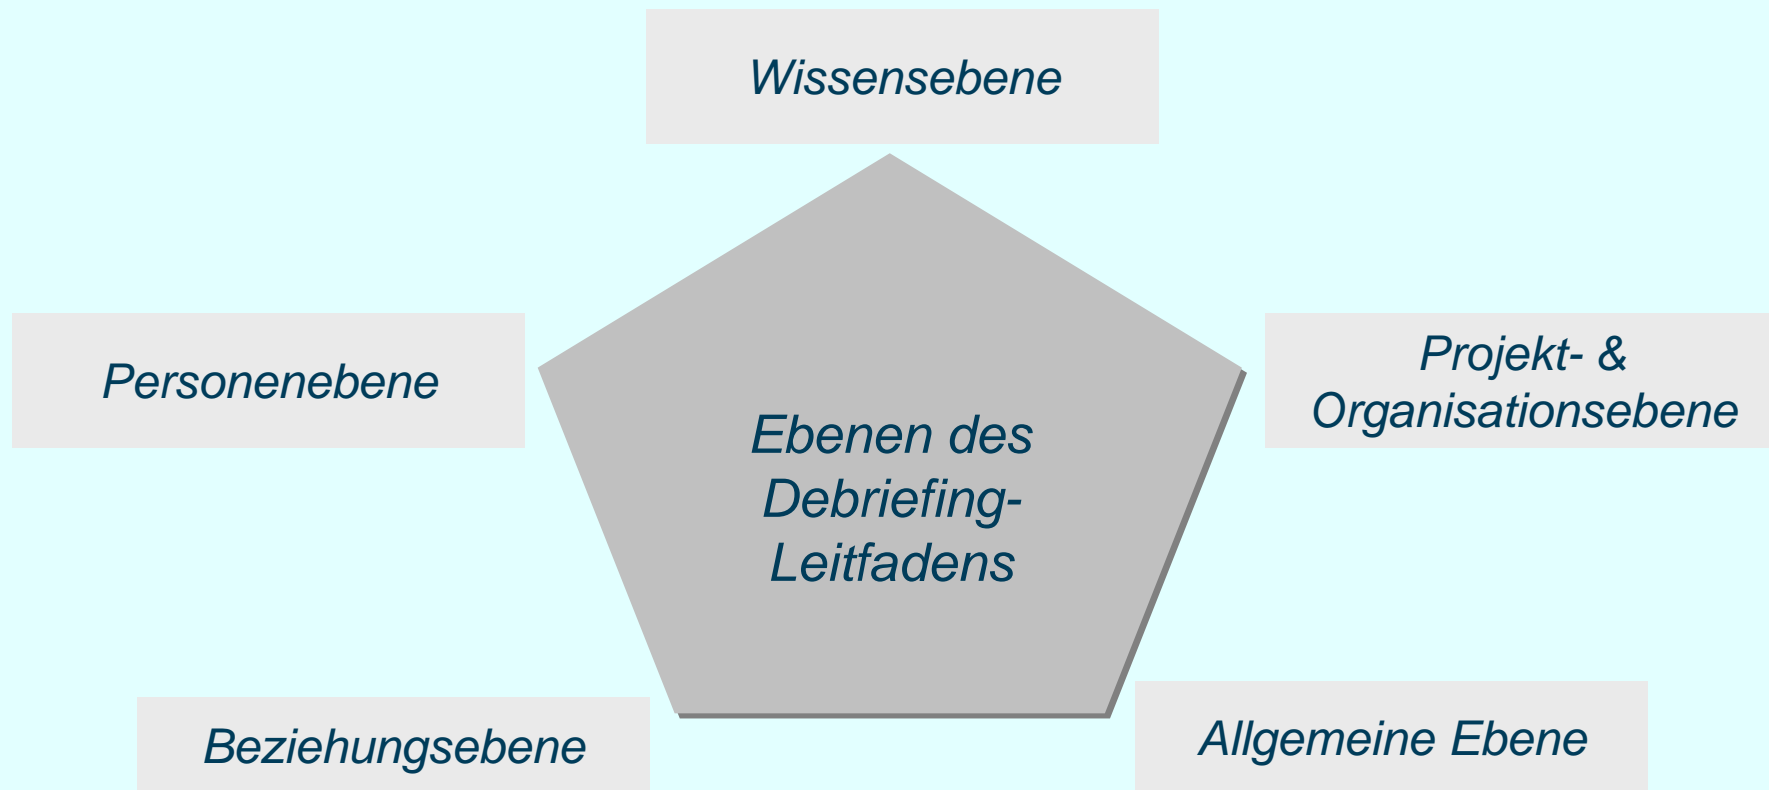 Wissensebene
Personenebene
Projekt- &
Organisationsebene
Ebenen des
Debriefing-
Leitfadens
Beziehungsebene
Allgemeine Ebene